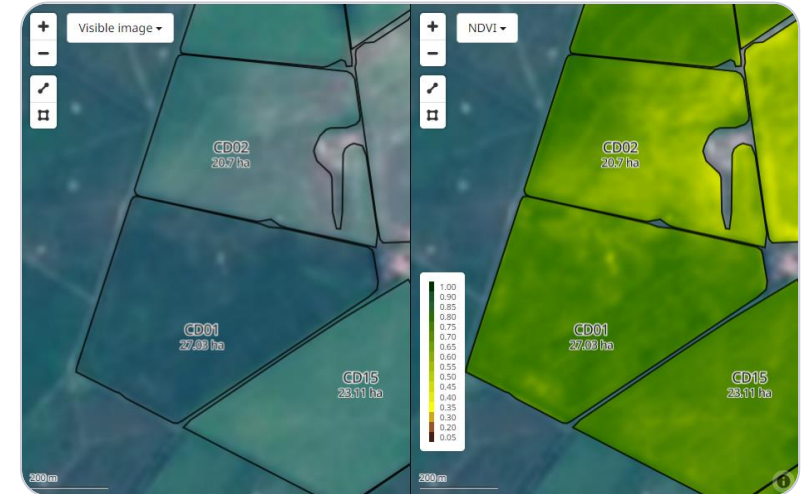 +
−
Visible image
CD02
20.7 ha
CD01
27.03 ha
CD15
23.11 ha
200 m
+
−
NDVI
CD02
20.7 ha
CD01
27.03 ha
CD15
23.11 ha
1.00
0.90
0.85
0.80
0.75
0.70
0.65
0.60
0.55
0.50
0.45
0.40
0.35
0.30
0.20
0.05
200 m
i